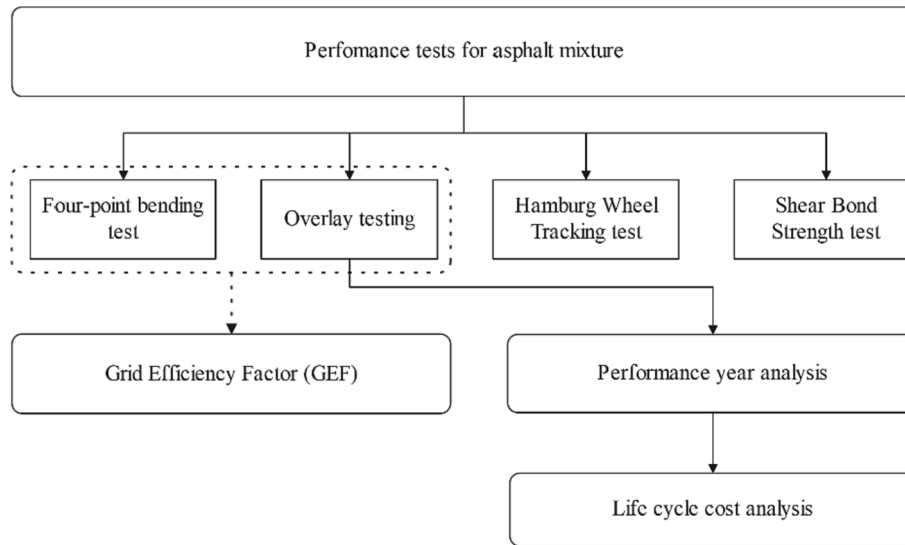 Perfomance tests for asphalt mixture
Four-point bending
test
Overlay testing
Hamburg Wheel
Tracking test
Shear Bond
Strength test
Grid Efficiency Factor (GEF)
Performance year analysis
Life cycle cost analysis